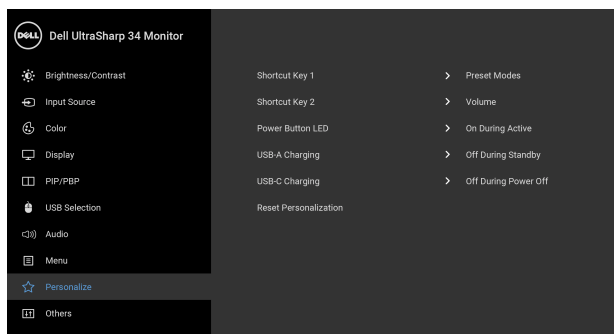 DELL Dell UltraSharp 34 Monitor
Brightness/Contrast
Input Source
Color
Display
PIP/PBP
USB Selection
Audio
Menu
Personalize
Others
Shortcut Key 1 > Preset Modes
Shortcut Key 2 > Volume
Power Button LED > On During Active
USB-A Charging > Off During Standby
USB-C Charging > Off During Power Off
Reset Personalization